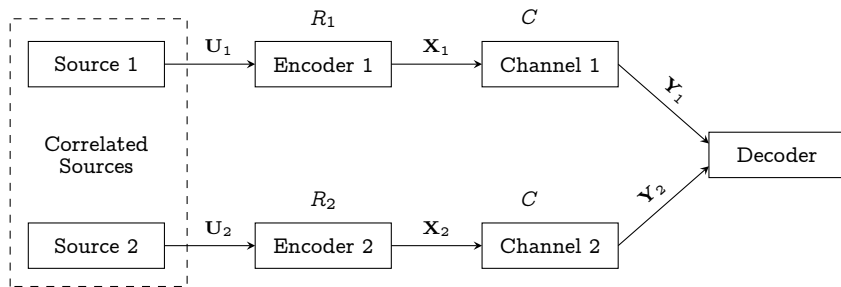 R₁
C
Source 1
U₁
Encoder 1
X₁
Channel 1
Y₁
Correlated
Sources
Decoder
R₂
C
Y₂
Source 2
U₂
Encoder 2
X₂
Channel 2